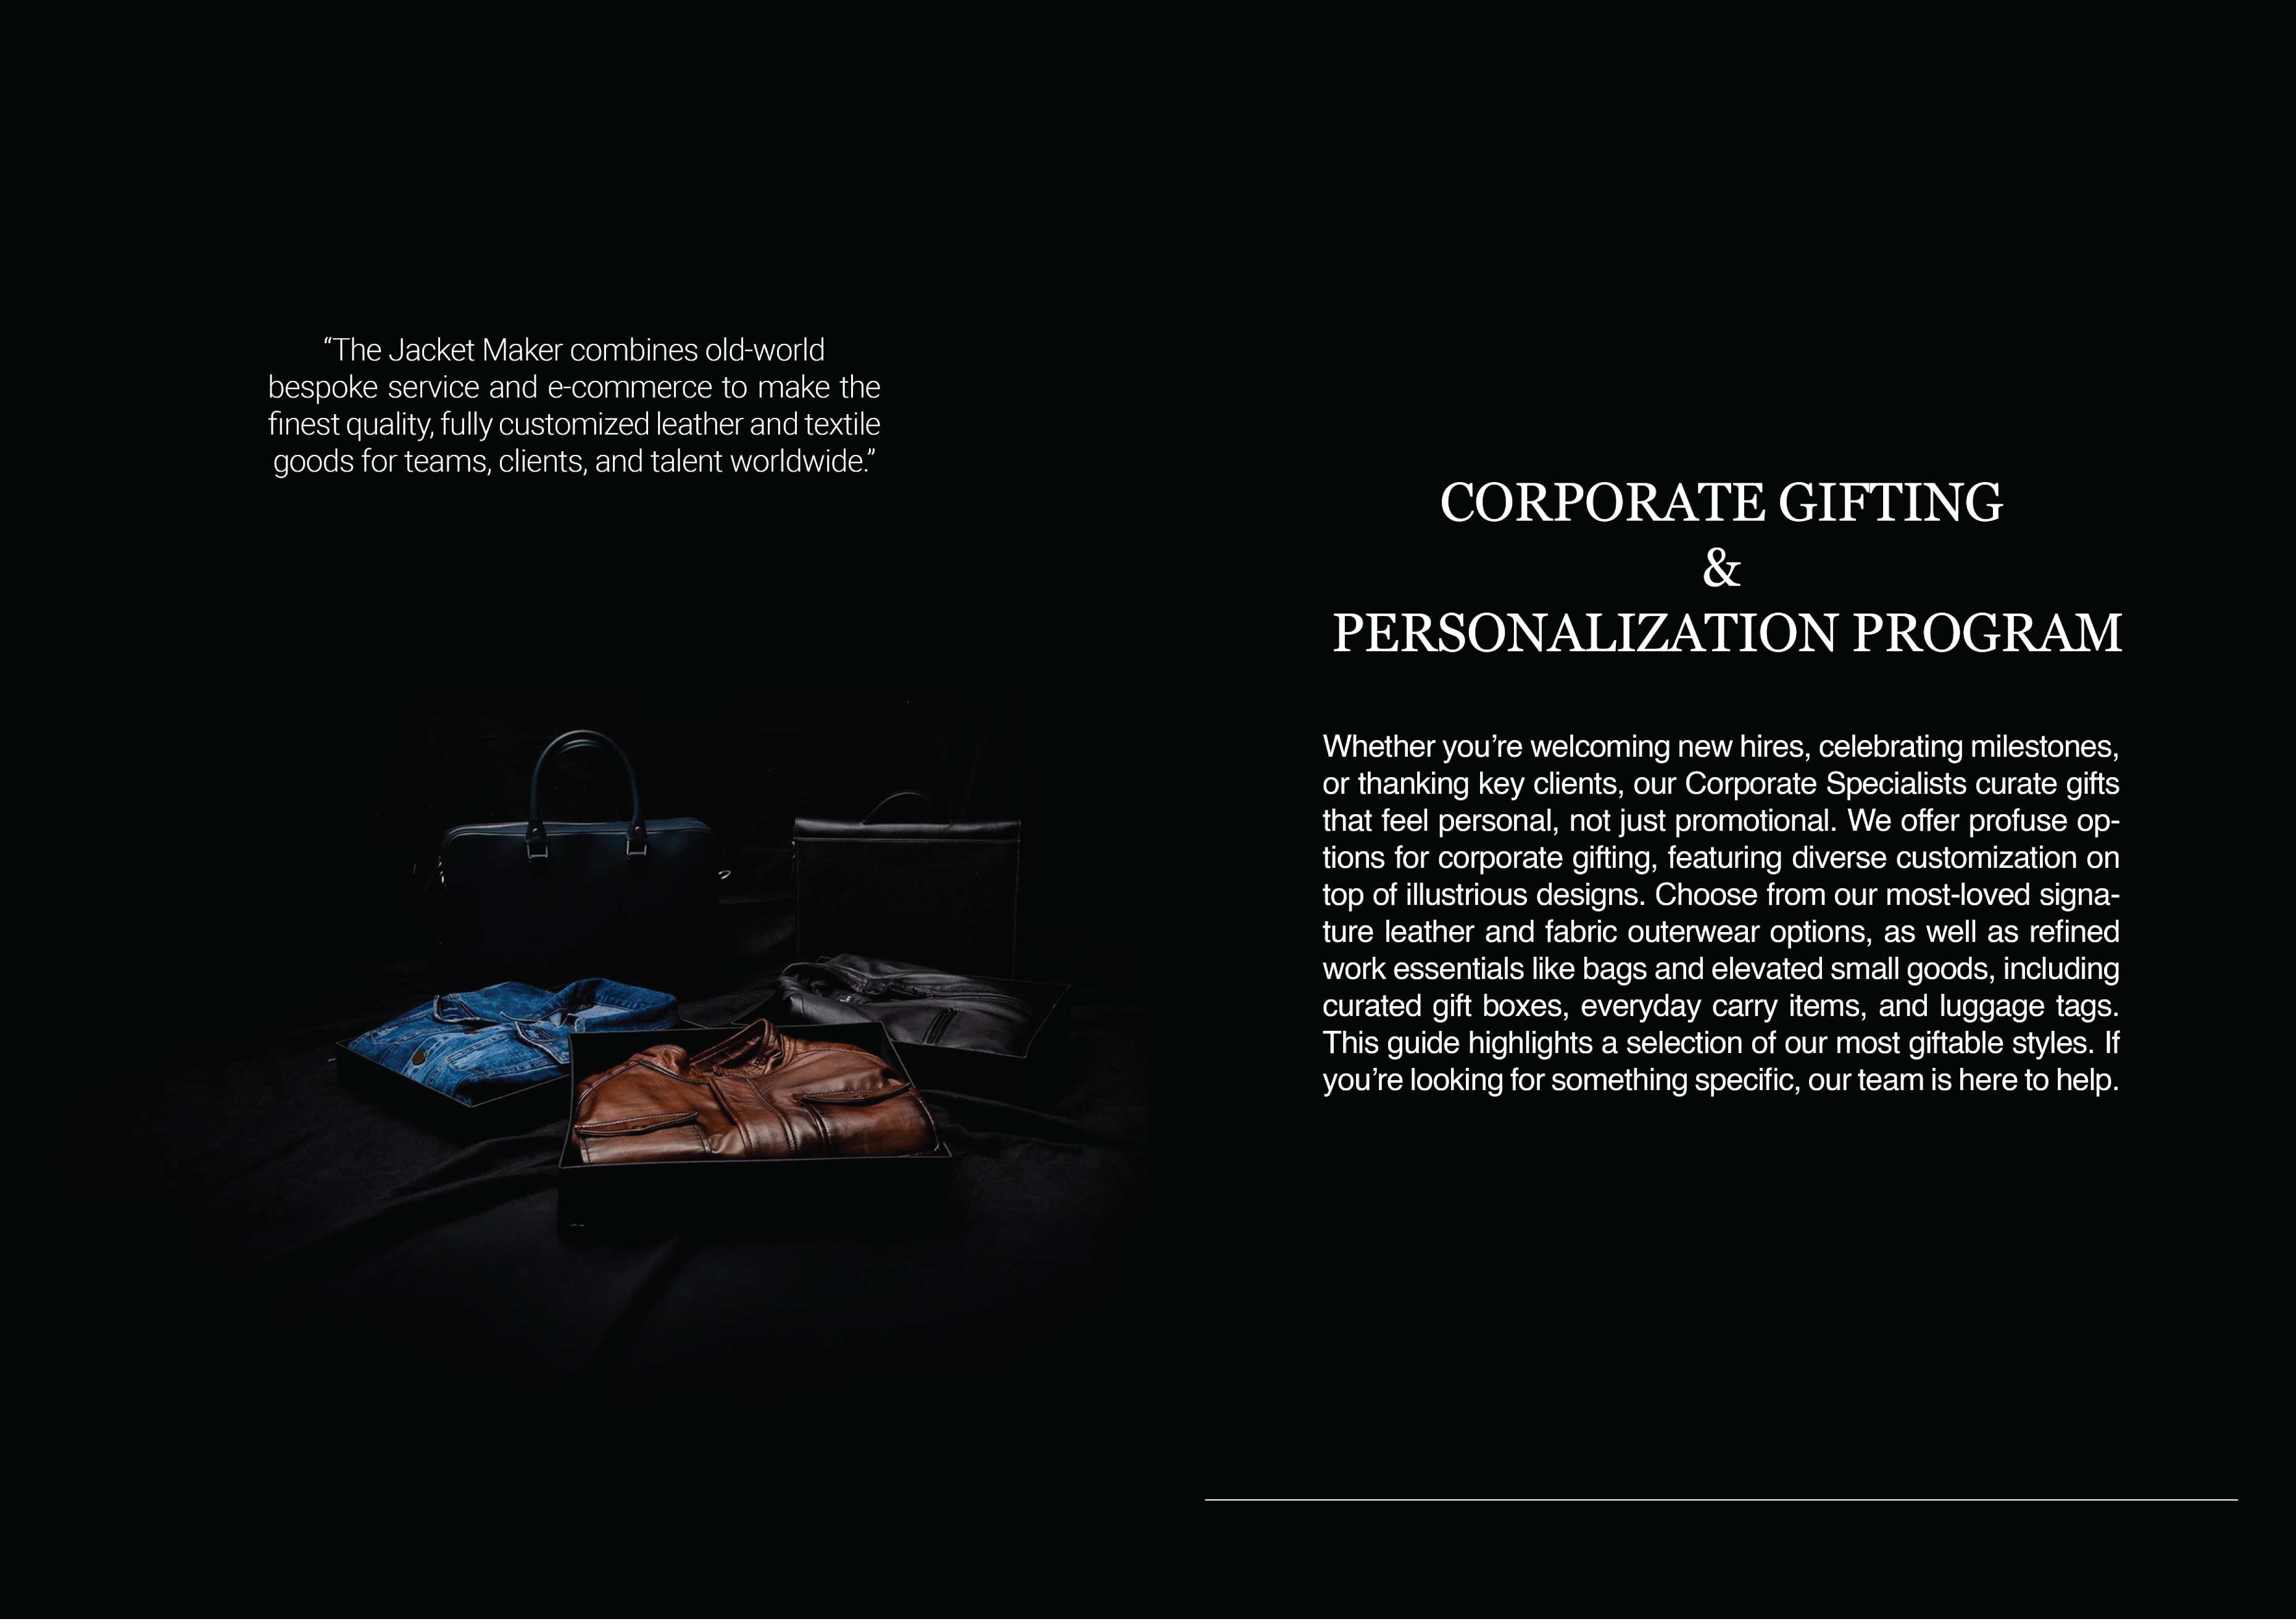 “The Jacket Maker combines old-world
bespoke service and e-commerce to make the
finest quality, fully customized leather and textile
goods for teams, clients, and talent worldwide.”
CORPORATE GIFTING
&
PERSONALIZATION PROGRAM
Whether you’re welcoming new hires, celebrating milestones,
or thanking key clients, our Corporate Specialists curate gifts
that feel personal, not just promotional. We offer profuse op-
tions for corporate gifting, featuring diverse customization on
top of illustrious designs. Choose from our most-loved signa-
ture leather and fabric outerwear options, as well as refined
work essentials like bags and elevated small goods, including
curated gift boxes, everyday carry items, and luggage tags.
This guide highlights a selection of our most giftable styles. If
you’re looking for something specific, our team is here to help.